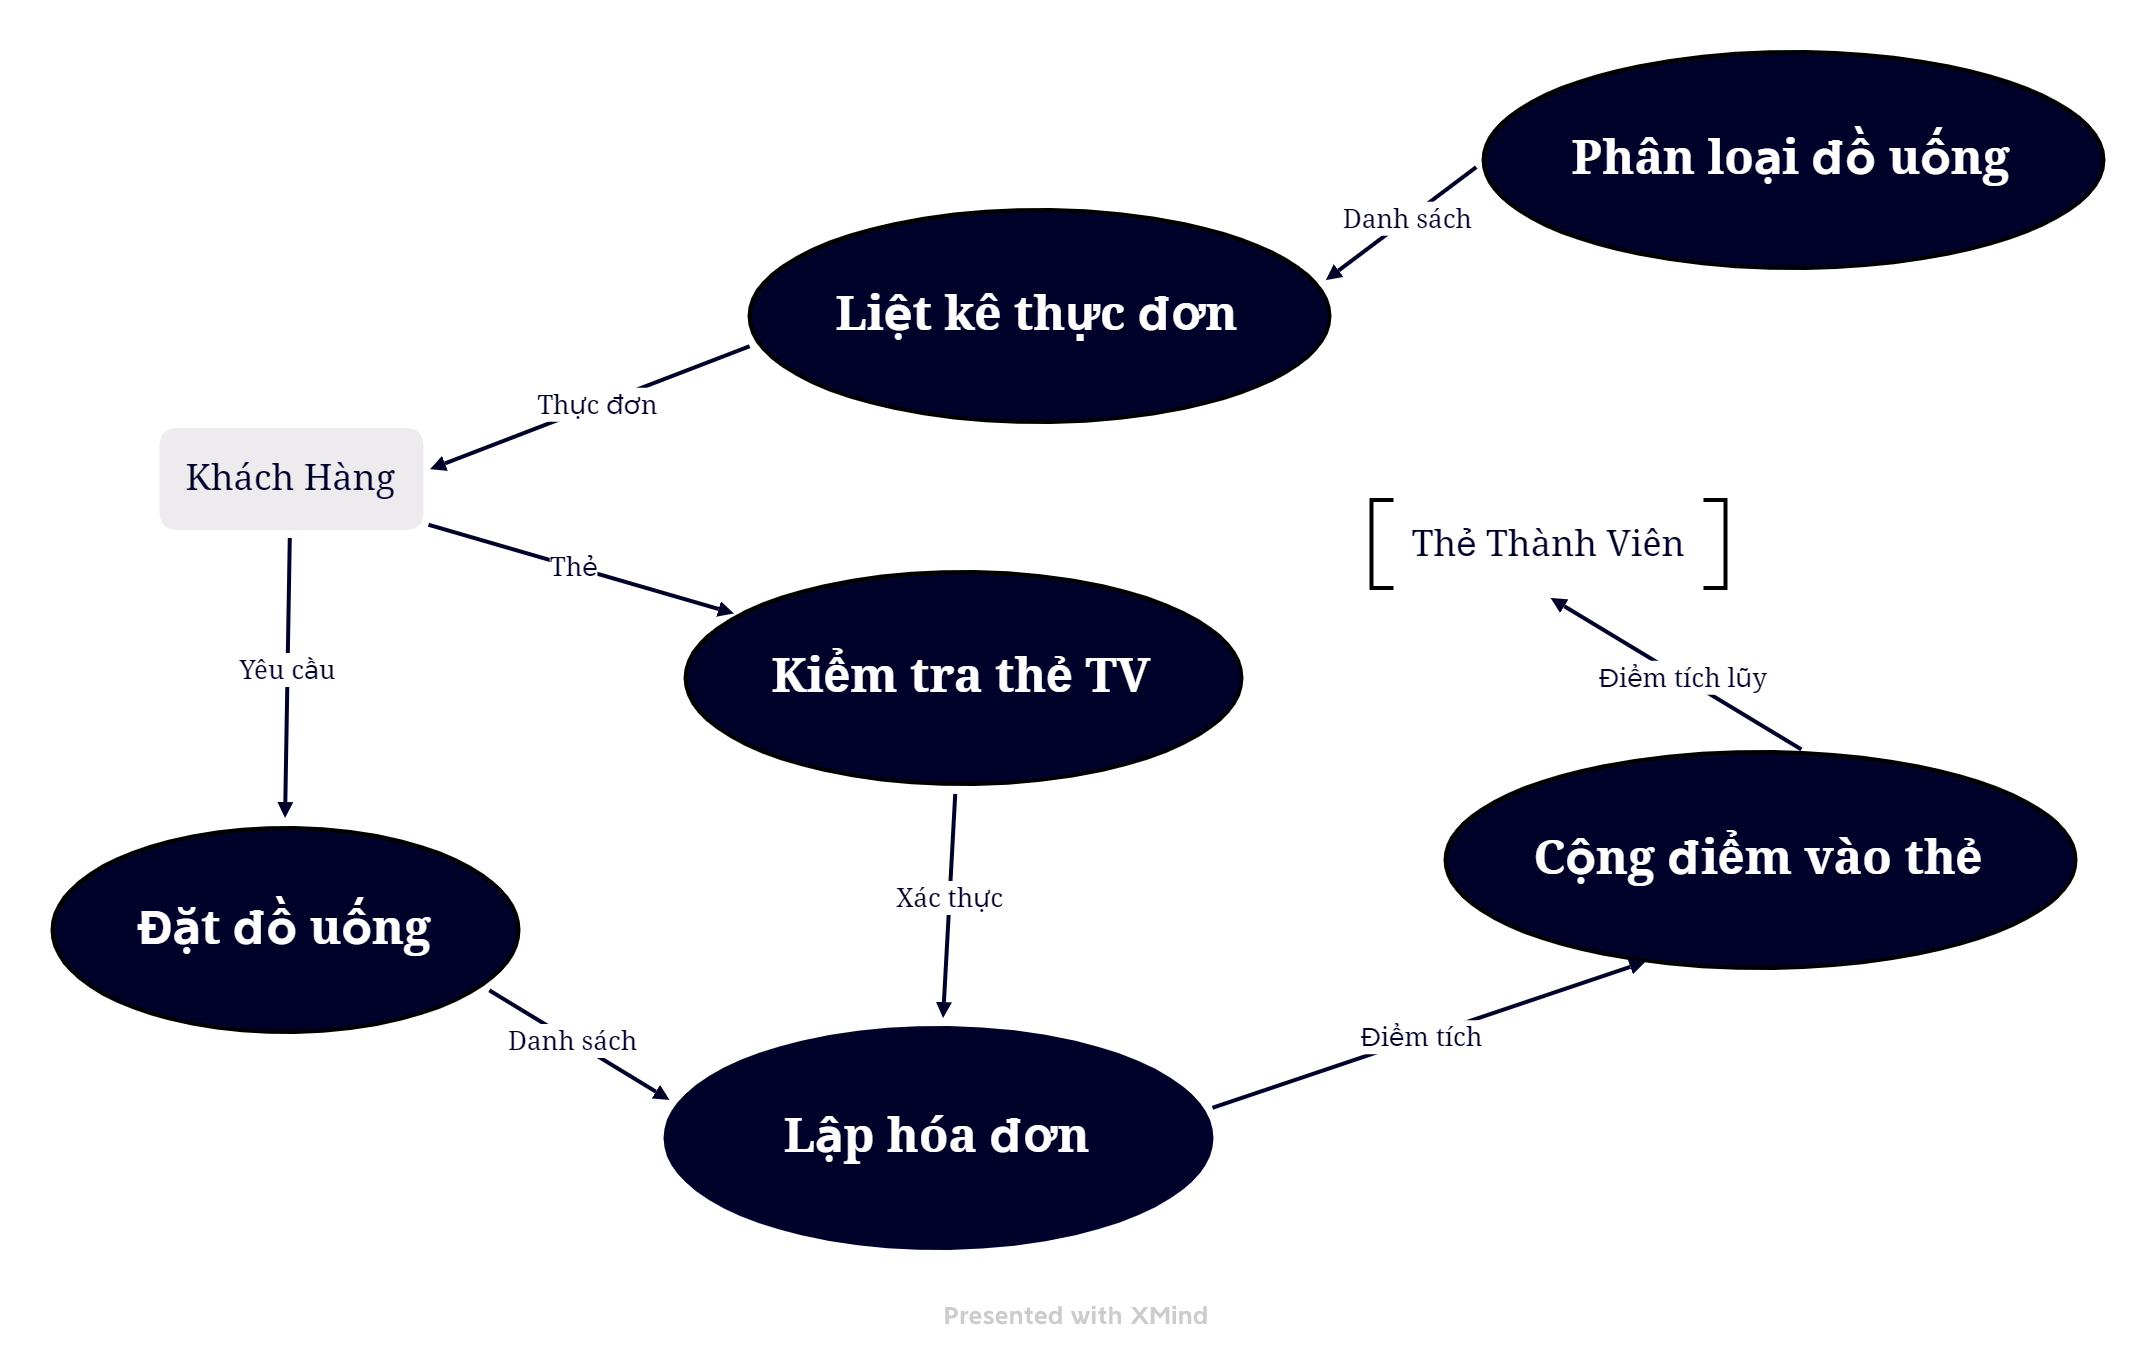 Phân loại đồ uống
Danh sách
Liệt kê thực đơn
Thực đơn
Khách Hàng
Thẻ Thành Viên
Thẻ
Yêu cầu
Kiểm tra thẻ TV
Điểm tích lũy
Cộng điểm vào thẻ
Xác thực
Đặt đồ uống
Danh sách
Điểm tích
Lập hóa đơn
Presented with XMind